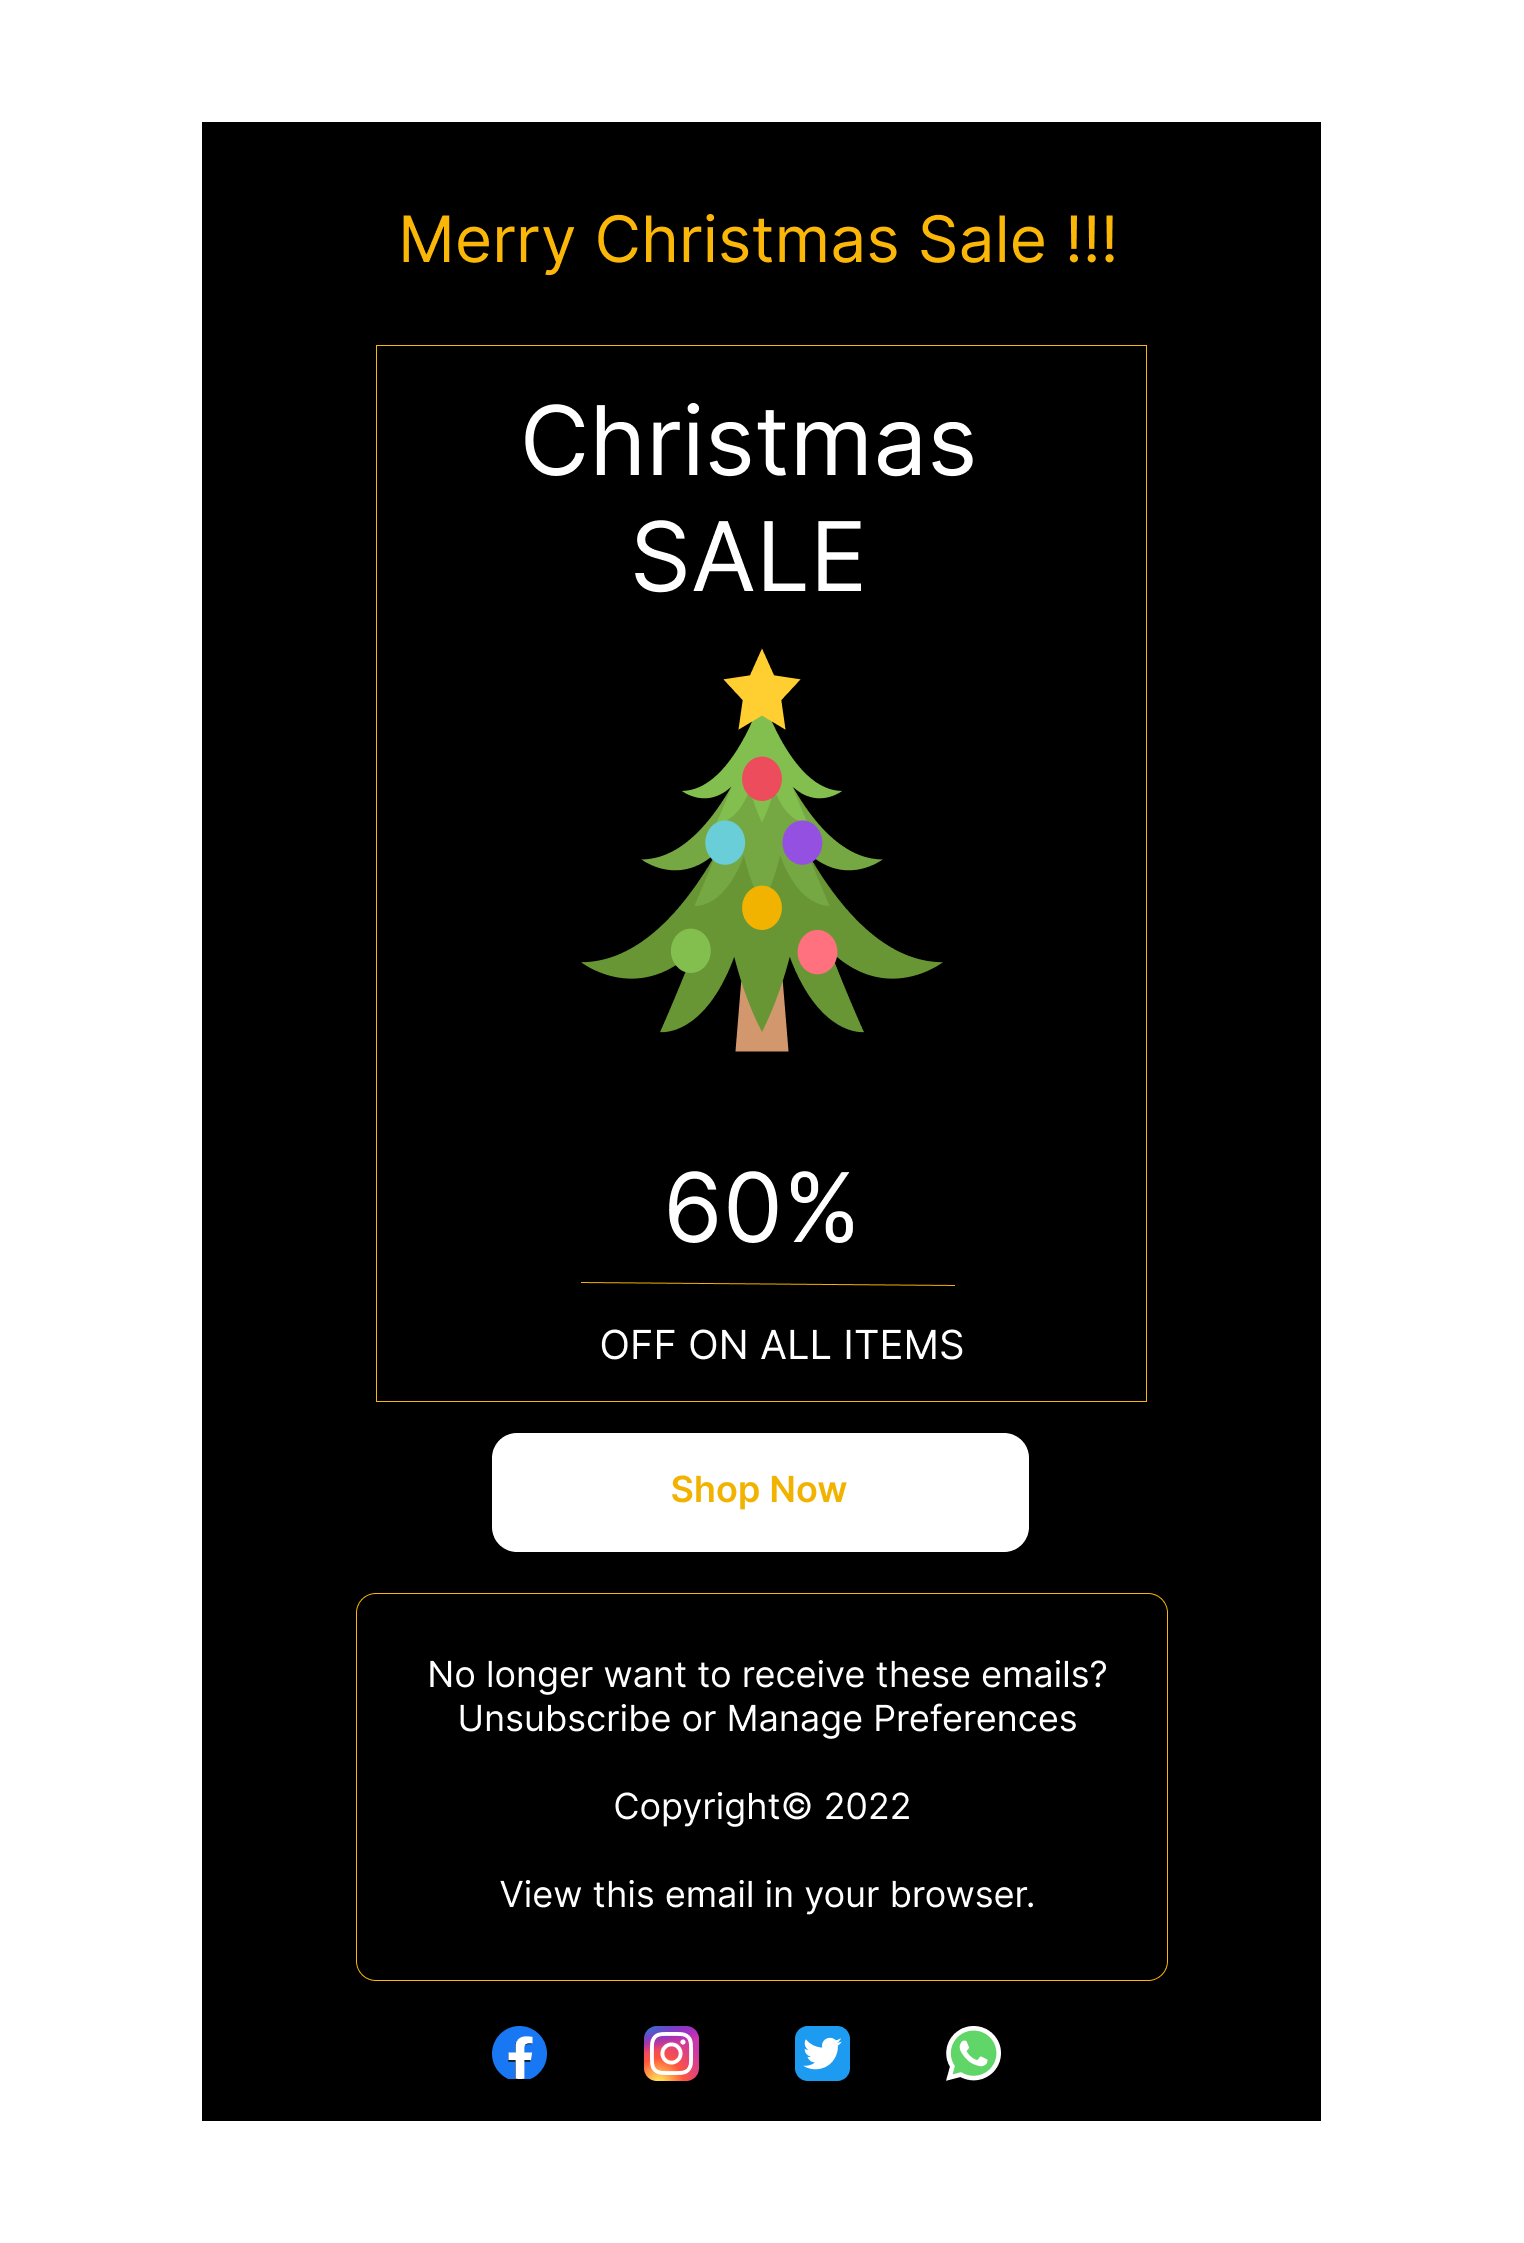 Merry Christmas Sale !!!
Christmas
SALE
60%
OFF ON ALL ITEMS
Shop Now
No longer want to receive these emails?
Unsubscribe or Manage Preferences
Copyright© 2022
View this email in your browser.